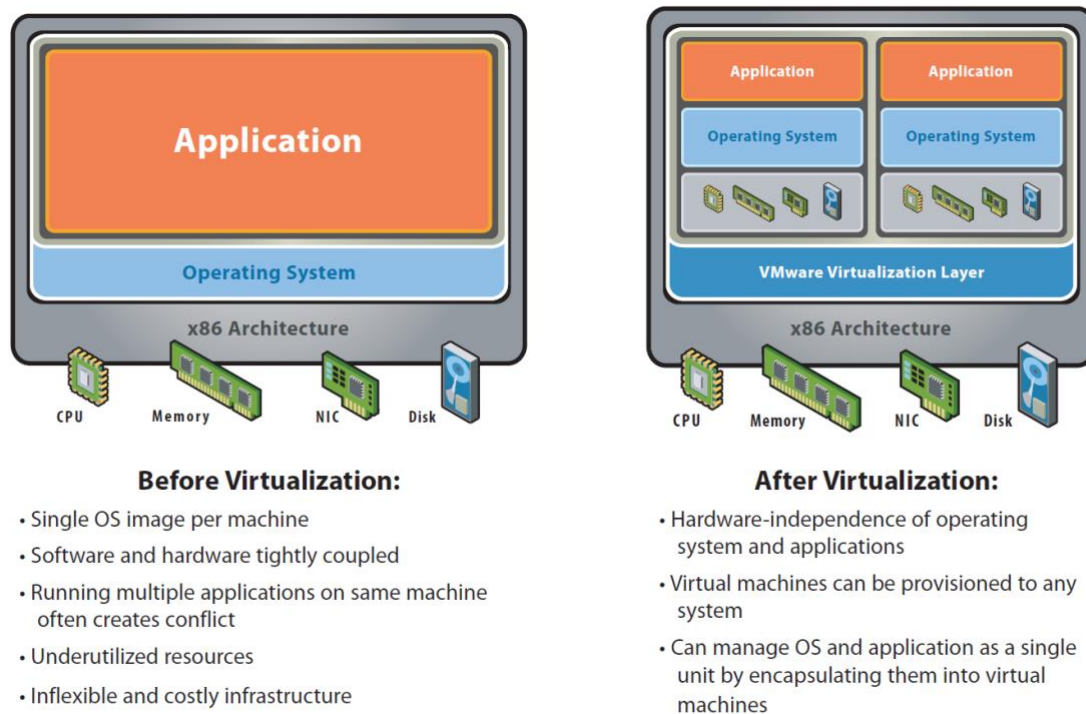 Application
Operating System
x86 Architecture
CPU
Memory
NIC
Disk
Before Virtualization:
• Single OS image per machine
• Software and hardware tightly coupled
• Running multiple applications on same machine
often creates conflict
• Underutilized resources
• Inflexible and costly infrastructure
Application
Application
Operating System
Operating System
VMware Virtualization Layer
x86 Architecture
CPU
Memory
NIC
Disk
After Virtualization:
• Hardware-independence of operating
system and applications
• Virtual machines can be provisioned to any
system
• Can manage OS and application as a single
unit by encapsulating them into virtual
machines